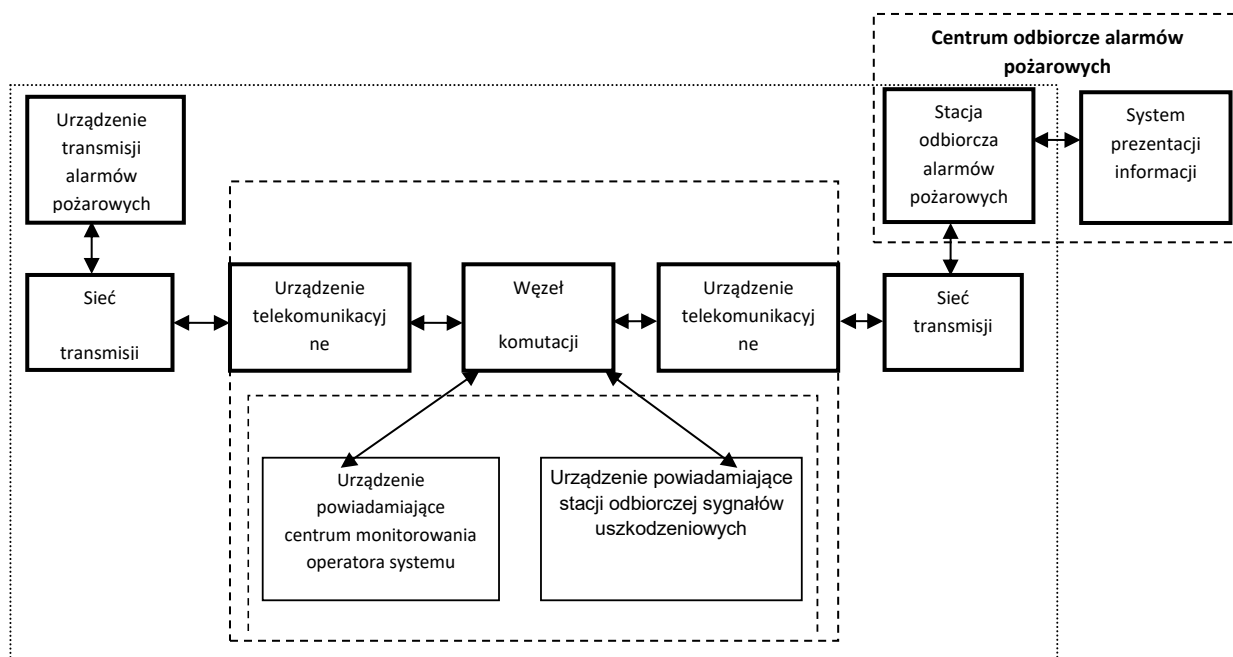 Centrum odbiorcze alarmów
pożarowych
Urządzenie
transmisji
alarmów
pożarowych
Stacja
odbiorcza
alarmów
pożarowych
System
prezentacji
informacji
Sieć
transmisji
Urządzenie
telekomunikacyj
ne
Węzeł
komutacji
Urządzenie
telekomunikacyj
ne
Sieć
transmisji
Urządzenie
powiadamiające
centrum monitorowania
operatora systemu
Urządzenie powiadamiające
stacji odbiorczej sygnałów
uszkodzeniowych